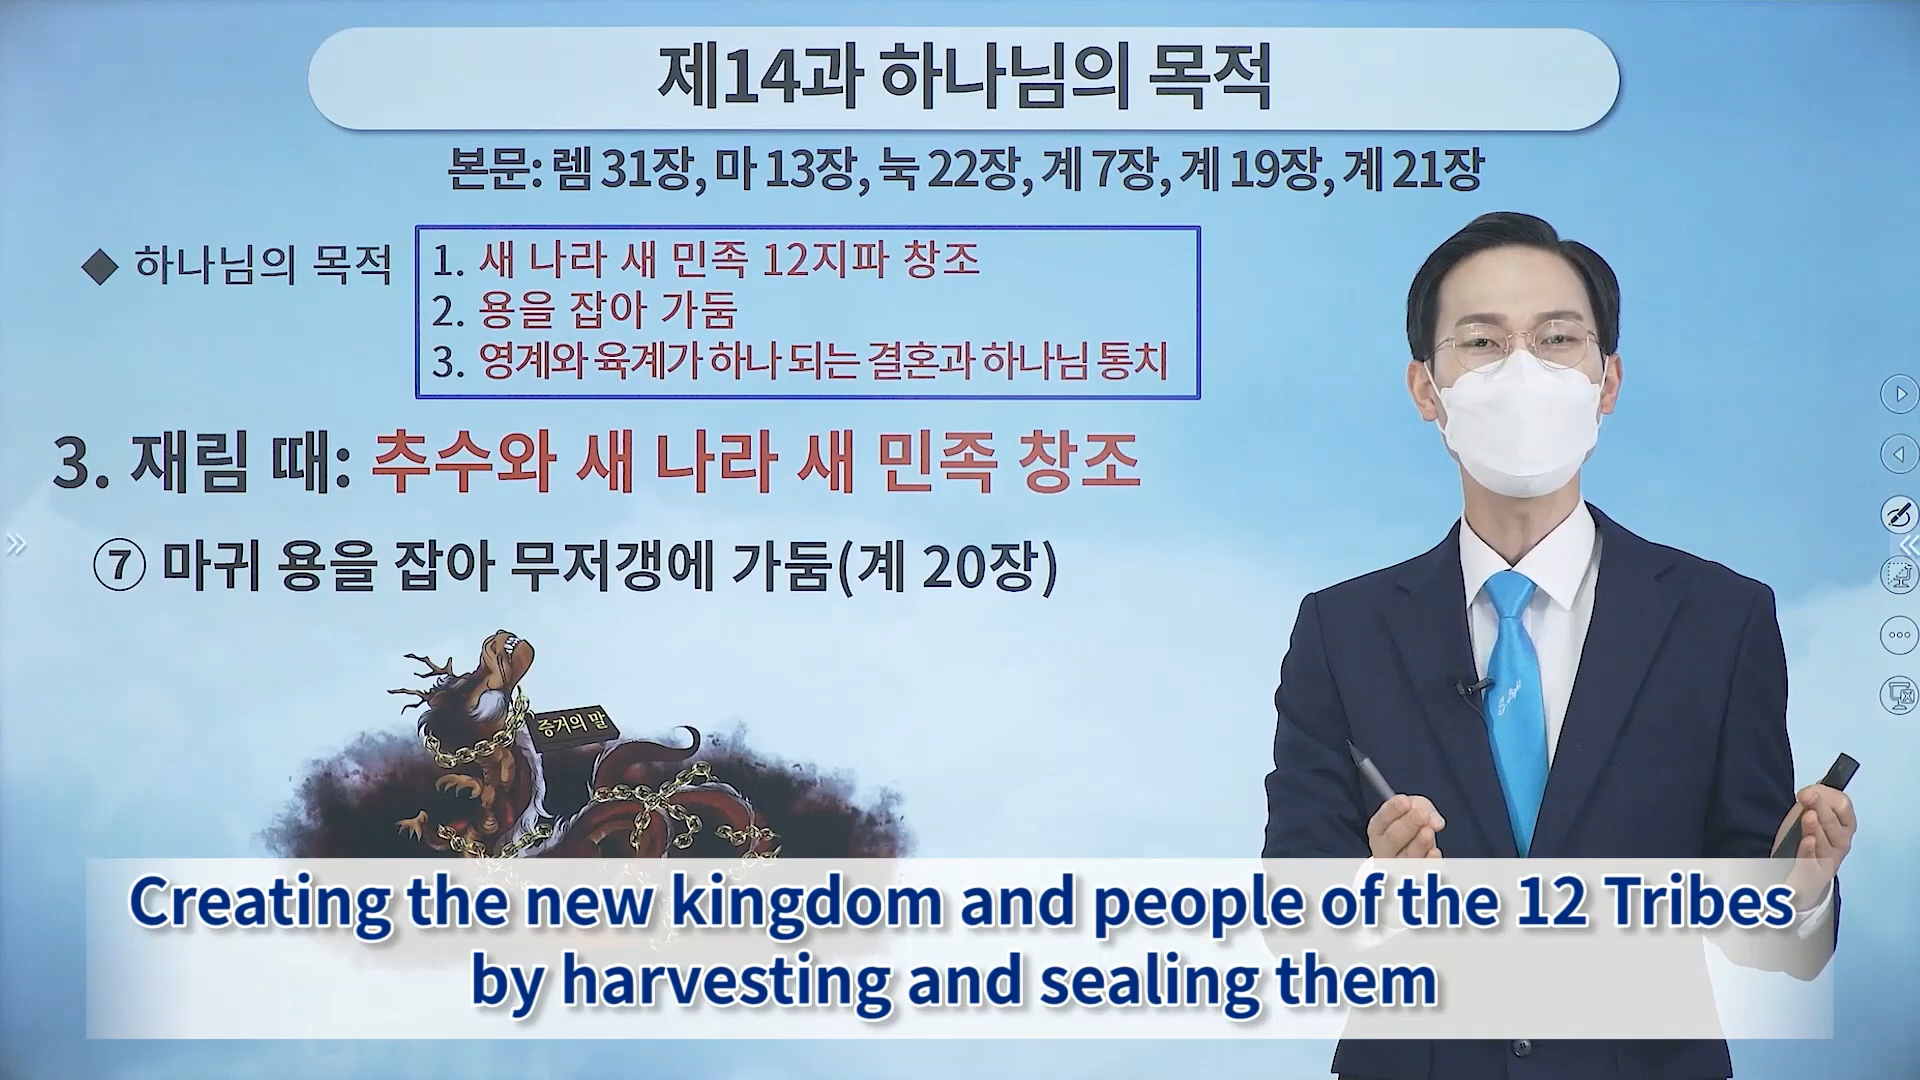 제14과 하나님의 목적
본문: 렘 31장, 마 13장, 눅 22장, 계 7장, 계 19장, 계 21장
◆ 하나님의 목적
1. 새 나라 새 민족 12지파 창조
2. 용을 잡아 가둠
3. 영계와 육계가 하나 되는 결혼과 하나님 통치
3. 재림 때: 추수와 새 나라 새 민족 창조
⑦ 마귀 용을 잡아 무저갱에 가둠(계 20장)
증거의 말
Creating the new kingdom and people of the 12 Tribes
by harvesting and sealing them